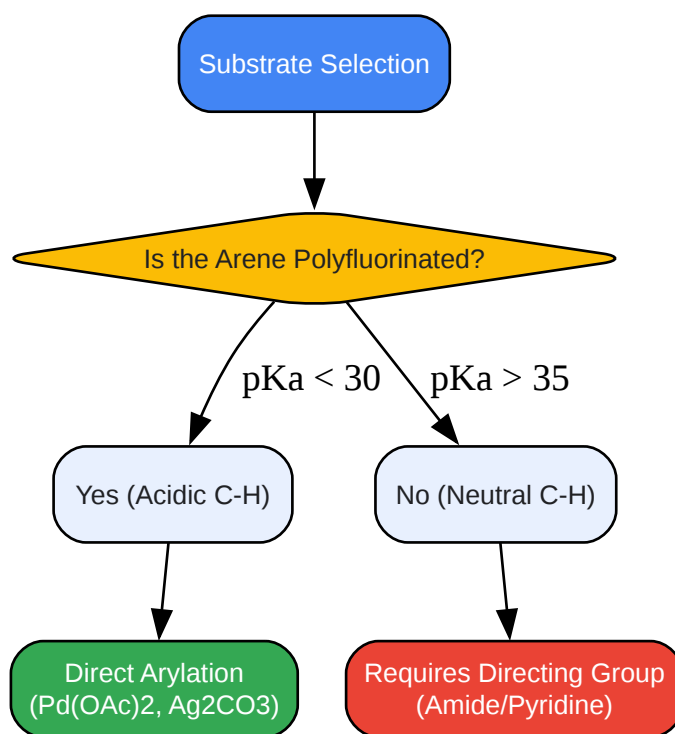 Substrate Selection
Is the Arene Polyfluorinated?
pKa < 30
pKa > 35
Yes (Acidic C-H)
No (Neutral C-H)
Direct Arylation
(Pd(OAc)2, Ag2CO3)
Requires Directing Group
(Amide/Pyridine)